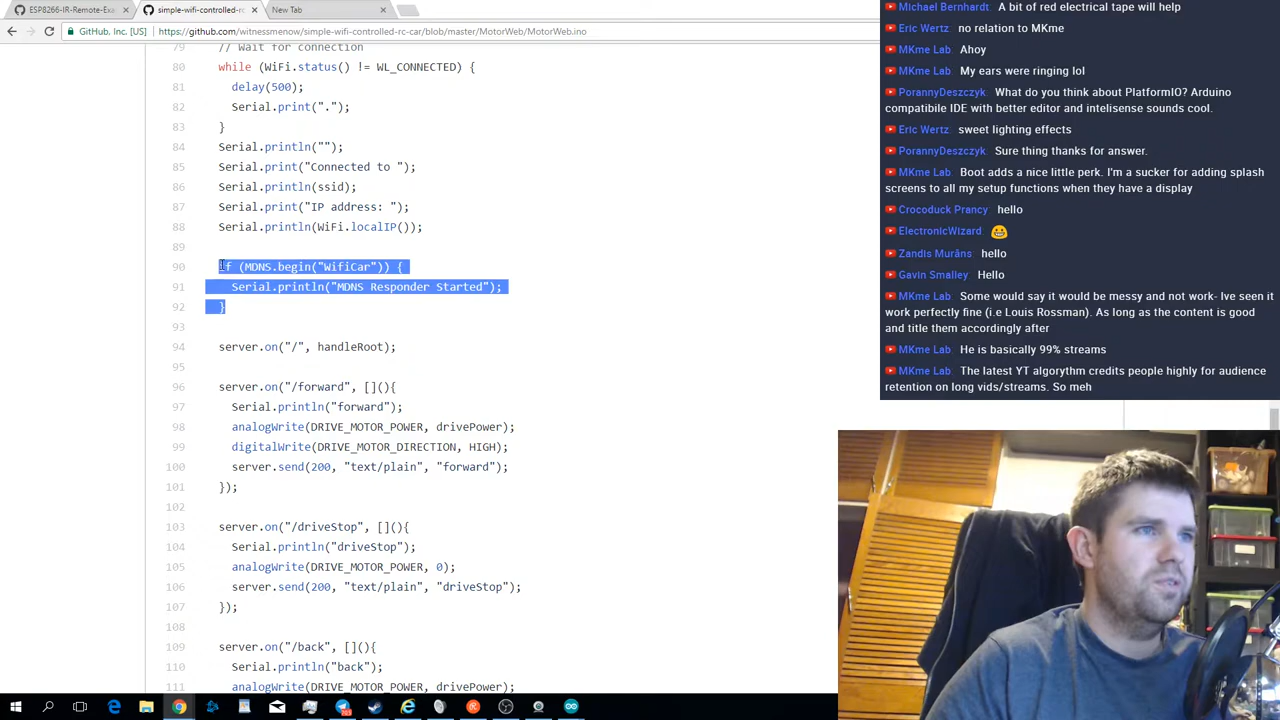 ESP8266-IR-Remote-Exa
simple-wifi-controlled-rc-car
New Tab
GitHub, Inc. [US]
https://github.com/witnessmenow/simple-wifi-controlled-rc-car/blob/master/MotorWeb/MotorWeb.ino
79 // Wait for connection
80 while (WiFi.status() != WL_CONNECTED) {
81 delay(500);
82 Serial.print(".");
83 }
84 Serial.println("");
85 Serial.print("Connected to ");
86 Serial.println(ssid);
87 Serial.print("IP address: ");
88 Serial.println(WiFi.localIP());
89
90 if (MDNS.begin("WifiCar")) {
91 Serial.println("MDNS Responder Started");
92 }
93
94 server.on("/", handleRoot);
95
96 server.on("/forward", [](){
97 Serial.println("forward");
98 analogWrite(DRIVE_MOTOR_POWER, drivePower);
99 digitalWrite(DRIVE_MOTOR_DIRECTION, HIGH);
100 server.send(200, "text/plain", "forward");
101 });
102
103 server.on("/driveStop", [](){
104 Serial.println("driveStop");
105 analogWrite(DRIVE_MOTOR_POWER, 0);
106 server.send(200, "text/plain", "driveStop");
107 });
108
109 server.on("/back", [](){
110 Serial.println("back");
111 analogWrite(DRIVE_MOTOR_POWER, drivePower);
Michael Bernhardt A bit of red electrical tape will help
Eric Wertz no relation to MKme
MKme Lab Ahoy
MKme Lab My ears were ringing lol
PorannyDeszczyk What do you think about PlatformIO? Arduino
compatibile IDE with better editor and intelisense sounds cool.
Eric Wertz sweet lighting effects
PorannyDeszczyk Sure thing thanks for answer.
MKme Lab Boot adds a nice little perk. I'm a sucker for adding splash
screens to all my setup functions when they have a display
Crocoduck Prancy hello
ElectronicWizard
Zandis Murāns hello
Gavin Smalley Hello
MKme Lab Some would say it would be messy and not work- Ive seen it
work perfectly fine (i.e Louis Rossman). As long as the content is good
and title them accordingly after
MKme Lab He is basically 99% streams
MKme Lab The latest YT algorythm credits people highly for audience
retention on long vids/streams. So meh